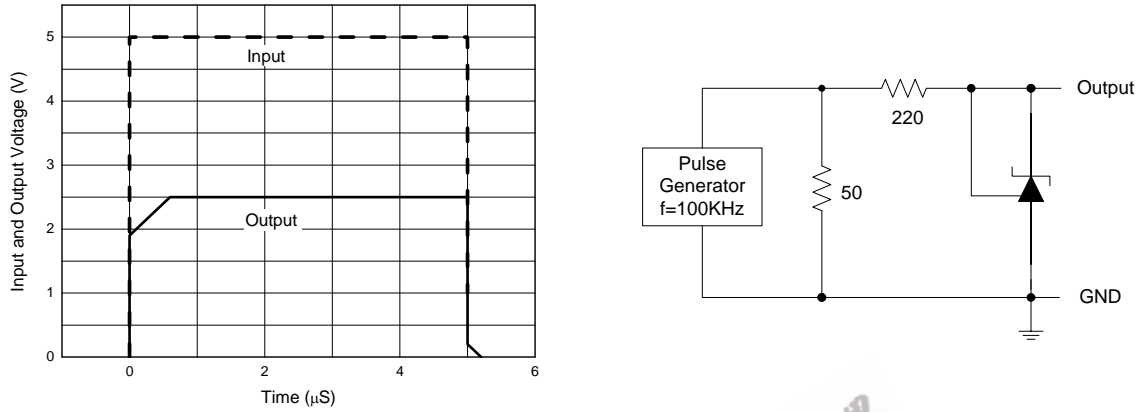 Input and Output Voltage (V)
5
4
3
2
1
0
Input
Output
0
2
4
6
Time (μS)
Pulse
Generator
f=100KHz
50
220
Output
GND